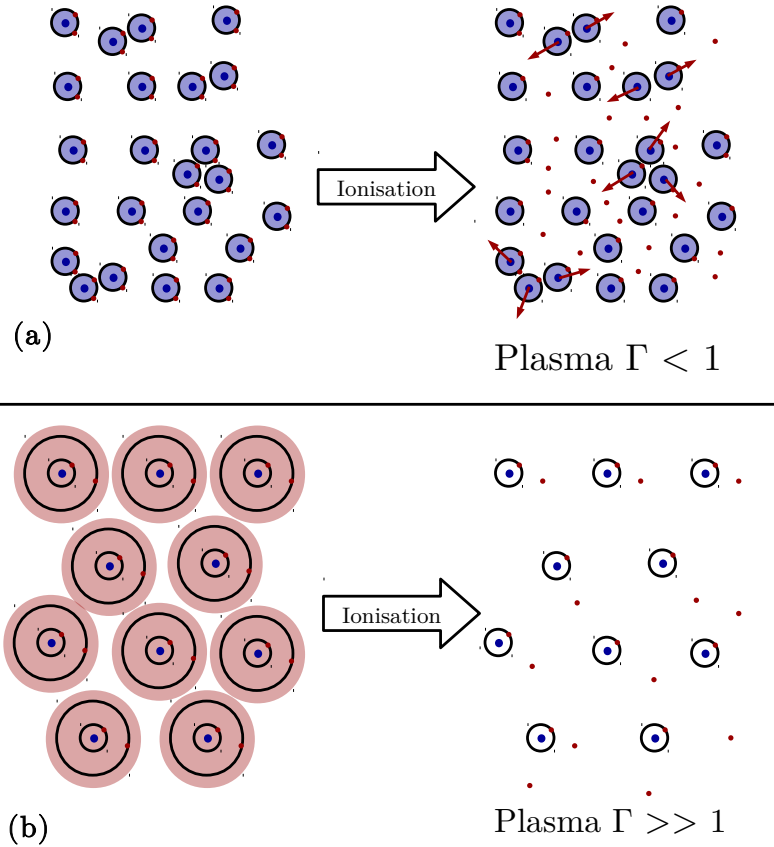 Ionisation
(a)
Plasma Γ < 1
Ionisation
(b)
Plasma Γ >> 1